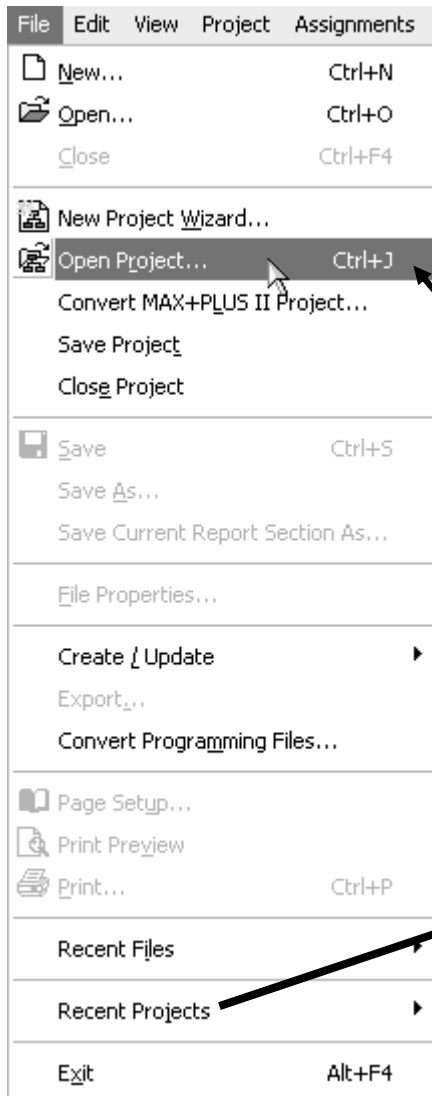 File Edit View Project Assignments
New... Ctrl+N
Open... Ctrl+O
Close Ctrl+F4
New Project Wizard...
Open Project... Ctrl+J
Convert MAX+PLUS II Project...
Save Project
Close Project
Save Ctrl+S
Save As...
Save Current Report Section As...
File Properties...
Create / Update
Export...
Convert Programming Files...
Page Setup...
Print Preview
Print... Ctrl+P
Recent Files
Recent Projects
Exit Alt+F4